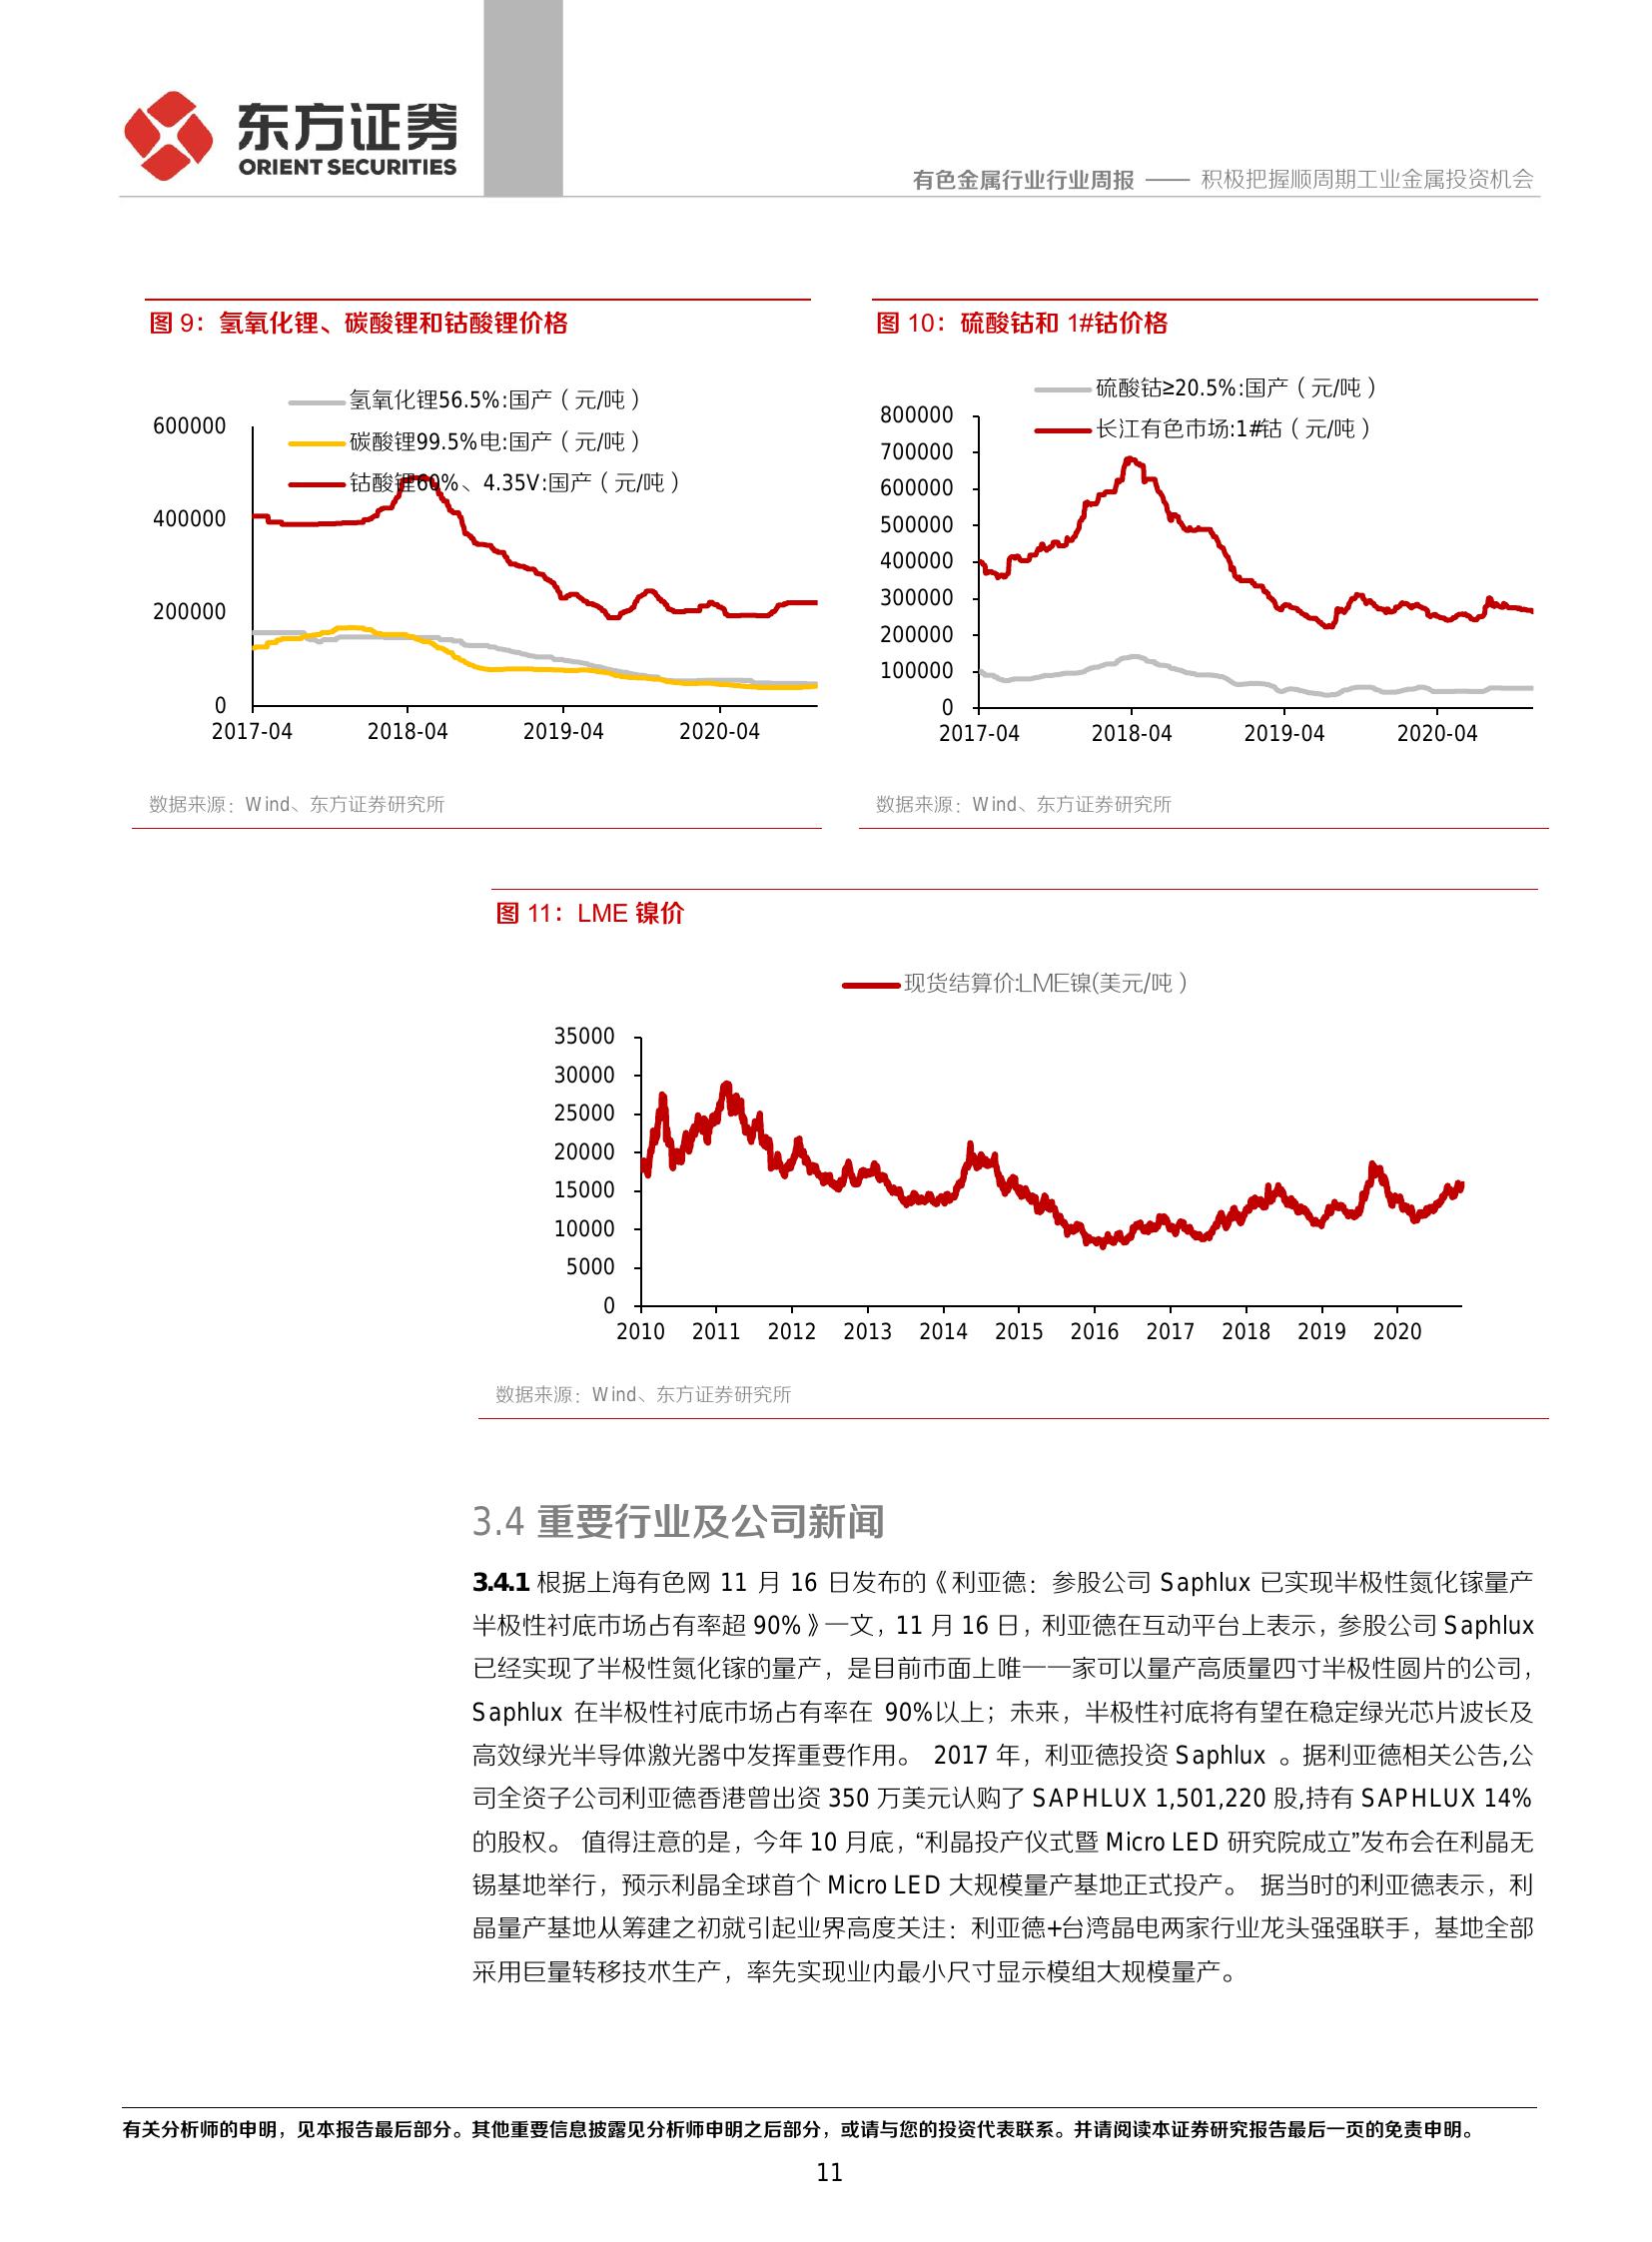 东方证券
ORIENT SECURITIES
有色金属行业行业周报 —— 积极把握顺周期工业金属投资机会
图 9：氢氧化锂、碳酸锂和钴酸锂价格
氢氧化锂56.5%:国产（元/吨）
碳酸锂99.5%电:国产（元/吨）
钴酸锂60%、4.35V:国产（元/吨）
600000
400000
200000
0
2017-04 2018-04 2019-04 2020-04
数据来源：Wind、东方证券研究所
图 10：硫酸钴和 1#钴价格
硫酸钴≥20.5%:国产（元/吨）
长江有色市场:1#钴（元/吨）
800000
700000
600000
500000
400000
300000
200000
100000
0
2017-04 2018-04 2019-04 2020-04
数据来源：Wind、东方证券研究所
图 11：LME 镍价
现货结算价:LME镍(美元/吨）
35000
30000
25000
20000
15000
10000
5000
0
2010 2011 2012 2013 2014 2015 2016 2017 2018 2019 2020
数据来源：Wind、东方证券研究所
3.4 重要行业及公司新闻
3.4.1 根据上海有色网 11 月 16 日发布的《利亚德：参股公司 Saphlux 已实现半极性氮化镓量产
半极性衬底市场占有率超 90%》一文，11 月 16 日，利亚德在互动平台上表示，参股公司 Saphlux
已经实现了半极性氮化镓的量产，是目前市面上唯一一家可以量产高质量四寸半极性圆片的公司，
Saphlux 在半极性衬底市场占有率在 90%以上；未来，半极性衬底将有望在稳定绿光芯片波长及
高效绿光半导体激光器中发挥重要作用。 2017 年，利亚德投资 Saphlux 。据利亚德相关公告,公
司全资子公司利亚德香港曾出资 350 万美元认购了 SAPHLUX 1,501,220 股,持有 SAPHLUX 14%
的股权。 值得注意的是，今年 10 月底，“利晶投产仪式暨 Micro LED 研究院成立”发布会在利晶无
锡基地举行，预示利晶全球首个 Micro LED 大规模量产基地正式投产。 据当时的利亚德表示，利
晶量产基地从筹建之初就引起业界高度关注：利亚德+台湾晶电两家行业龙头强强联手，基地全部
采用巨量转移技术生产，率先实现业内最小尺寸显示模组大规模量产。
有关分析师的申明，见本报告最后部分。其他重要信息披露见分析师申明之后部分，或请与您的投资代表联系。并请阅读本证券研究报告最后一页的免责申明。
11